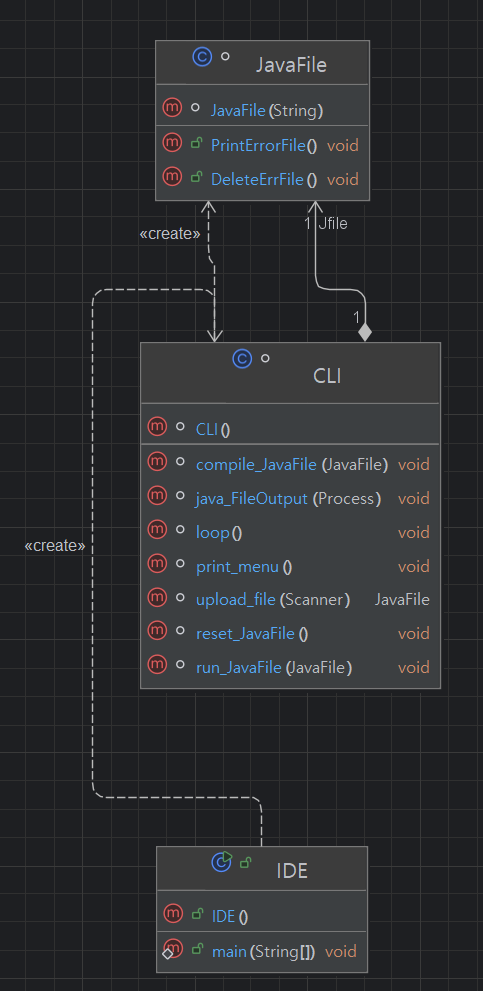 JavaFile
JavaFile(String)
PrintErrorFile() void
DeleteErrFile() void
«create»
1 Jfile
1
CLI
CLI()
compile_JavaFile(JavaFile) void
java_FileOutput(Process) void
loop() void
print_menu() void
upload_file(Scanner) JavaFile
reset_JavaFile() void
run_JavaFile(JavaFile) void
«create»
IDE
IDE()
main(String[]) void